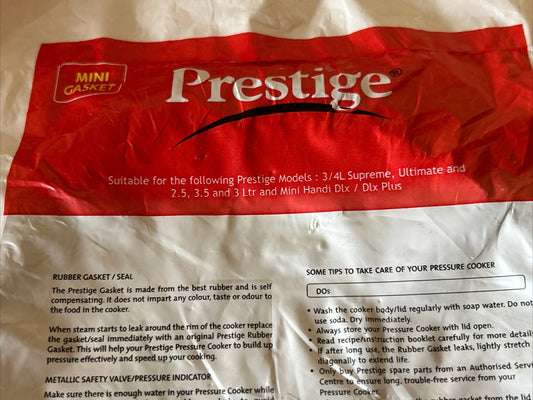 MINI
GASKET
Prestige®
Suitable for the following Prestige Models : 3/4L Supreme, Ultimate and
2.5, 3.5 and 3 Ltr and Mini Handi Dlx / Dlx Plus
RUBBER GASKET / SEAL
The Prestige Gasket is made from the best rubber and is self
compensating. It does not impart any colour, taste or odour to
the food in the cooker.
When steam starts to leak around the rim of the cooker replace
the gasket/seal immediately with an original Prestige Rubber
Gasket. This will help your Prestige Pressure Cooker to build up
pressure effectively and speed up your cooking.
METALLIC SAFETY VALVE/PRESSURE INDICATOR
Make sure there is enough water in your Pressure Cooker while
SOME TIPS TO TAKE CARE OF YOUR PRESSURE COOKER
DOs
• Wash the cooker body/lid regularly with soap water. Do not
use soda. Dry immediately.
• Always store your Pressure Cooker with lid open.
• Read recipe/instruction booklet carefully for more details
• If after long use, the Rubber Gasket leaks, lightly stretch
diagonally to extend life.
• Only buy Prestige spare parts from an Authorised Serv
Centre to ensure long, trouble-free service from your
Pressure Cooker
rubber gasket from the lid